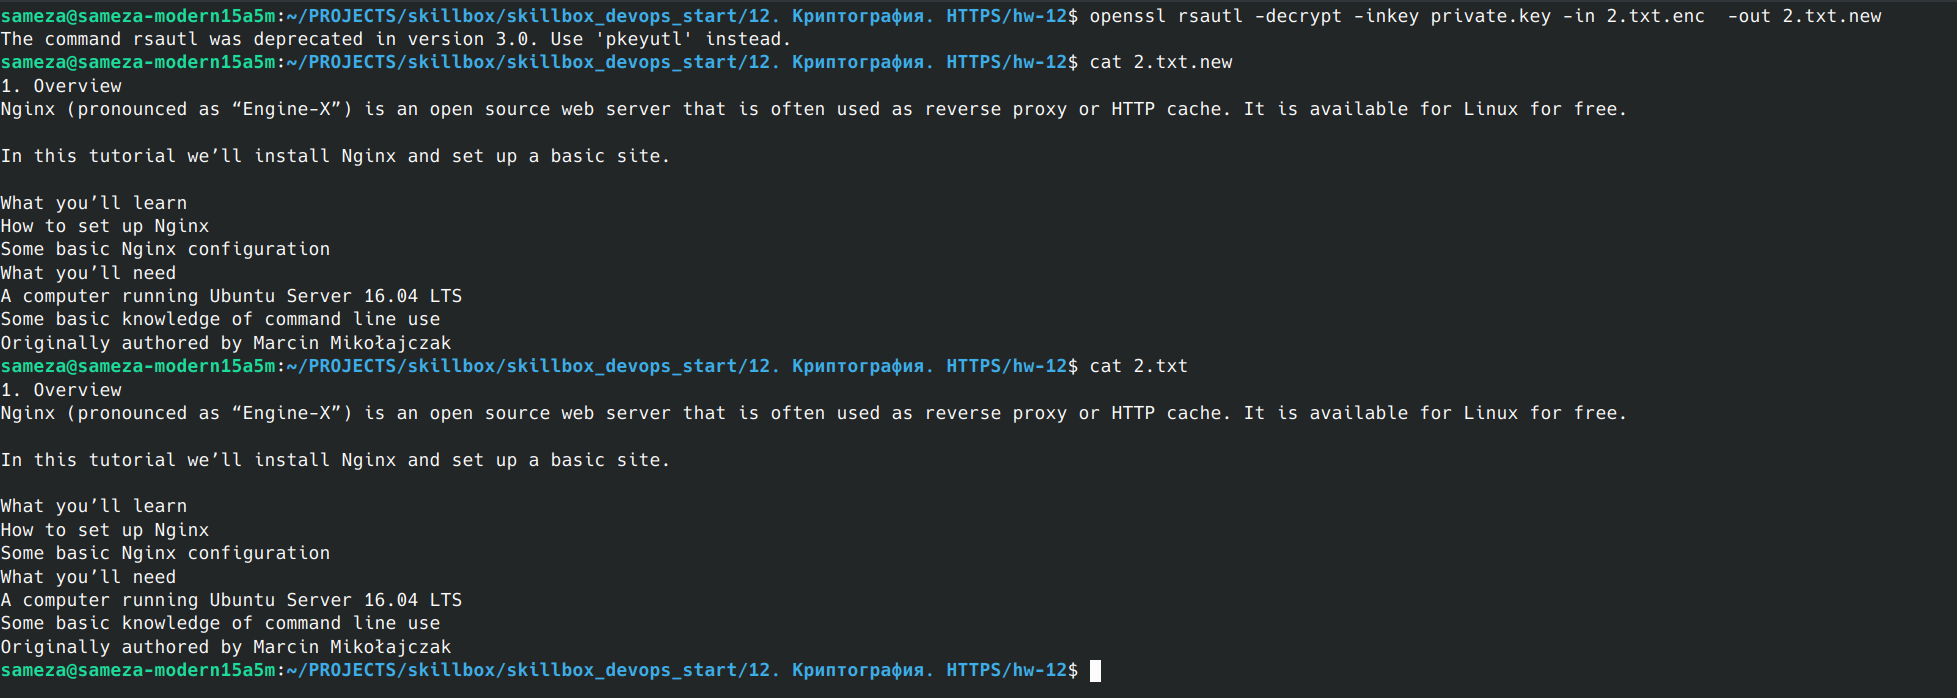 sameza@sameza-modern15a5m:~/PROJECTS/skillbox/skillbox_devops_start/12. Криптография. HTTPS/hw-12$ openssl rsautl -decrypt -inkey private.key -in 2.txt.enc  -out 2.txt.new
The command rsautl was deprecated in version 3.0. Use 'pkeyutl' instead.
sameza@sameza-modern15a5m:~/PROJECTS/skillbox/skillbox_devops_start/12. Криптография. HTTPS/hw-12$ cat 2.txt.new
1. Overview
Nginx (pronounced as “Engine-X”) is an open source web server that is often used as reverse proxy or HTTP cache. It is available for Linux for free.
In this tutorial we’ll install Nginx and set up a basic site.
What you’ll learn
How to set up Nginx
Some basic Nginx configuration
What you’ll need
A computer running Ubuntu Server 16.04 LTS
Some basic knowledge of command line use
Originally authored by Marcin Mikołajczak
sameza@sameza-modern15a5m:~/PROJECTS/skillbox/skillbox_devops_start/12. Криптография. HTTPS/hw-12$ cat 2.txt
1. Overview
Nginx (pronounced as “Engine-X”) is an open source web server that is often used as reverse proxy or HTTP cache. It is available for Linux for free.
In this tutorial we’ll install Nginx and set up a basic site.
What you’ll learn
How to set up Nginx
Some basic Nginx configuration
What you’ll need
A computer running Ubuntu Server 16.04 LTS
Some basic knowledge of command line use
Originally authored by Marcin Mikołajczak
sameza@sameza-modern15a5m:~/PROJECTS/skillbox/skillbox_devops_start/12. Криптография. HTTPS/hw-12$